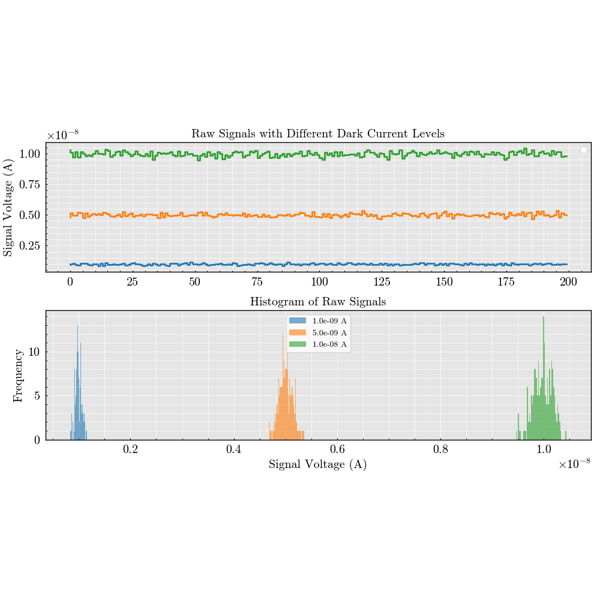 Raw Signals with Different Dark Current Levels
×10⁻⁸
Signal Voltage (A)
1.00
0.75
0.50
0.25
0 25 50 75 100 125 150 175 200
Histogram of Raw Signals
1.0e-09 A
5.0e-09 A
1.0e-08 A
Frequency
10
5
0
0.2 0.4 0.6 0.8 1.0
Signal Voltage (A)
×10⁻⁸